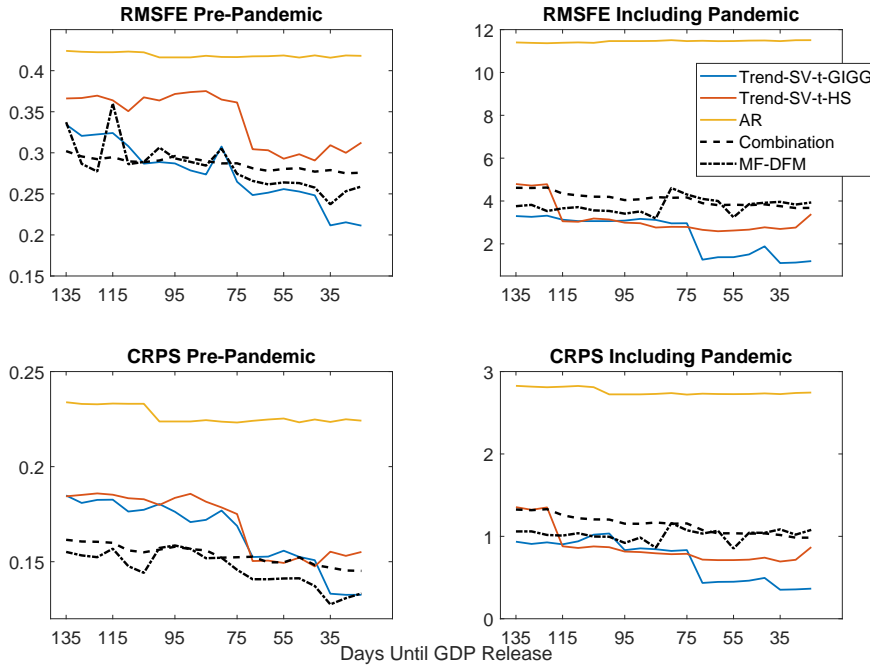 RMSFE Pre-Pandemic
0.4
0.35
0.3
0.25
0.2
0.15
135 115 95 75 55 35
RMSFE Including Pandemic
12
10
8
6
4
2
135 115 95 75 55 35
Trend-SV-t-GIGG
Trend-SV-t-HS
AR
Combination
MF-DFM
CRPS Pre-Pandemic
0.25
0.2
0.15
135 115 95 75 55 35
CRPS Including Pandemic
3
2
1
0
135 115 95 75 55 35
Days Until GDP Release